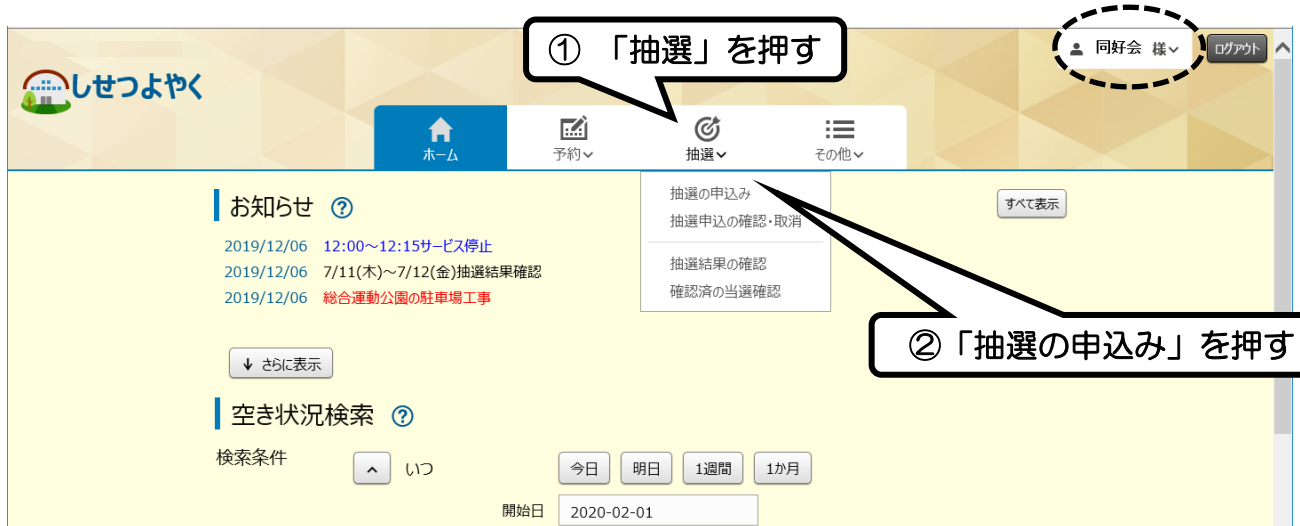 ① 「抽選」を押す
同好会 様
ログアウト
しせつよやく
ホーム
予約
抽選
その他
抽選の申込み
抽選申込の確認・取消
抽選結果の確認
確認済の当選確認
②「抽選の申込み」を押す
お知らせ ?
すべて表示
2019/12/06 12:00～12:15サービス停止
2019/12/06 7/11(木)～7/12(金)抽選結果確認
2019/12/06 総合運動公園の駐車場工事
さらに表示
空き状況検索 ?
検索条件
いつ
今日 明日 1週間 1か月
開始日 2020-02-01